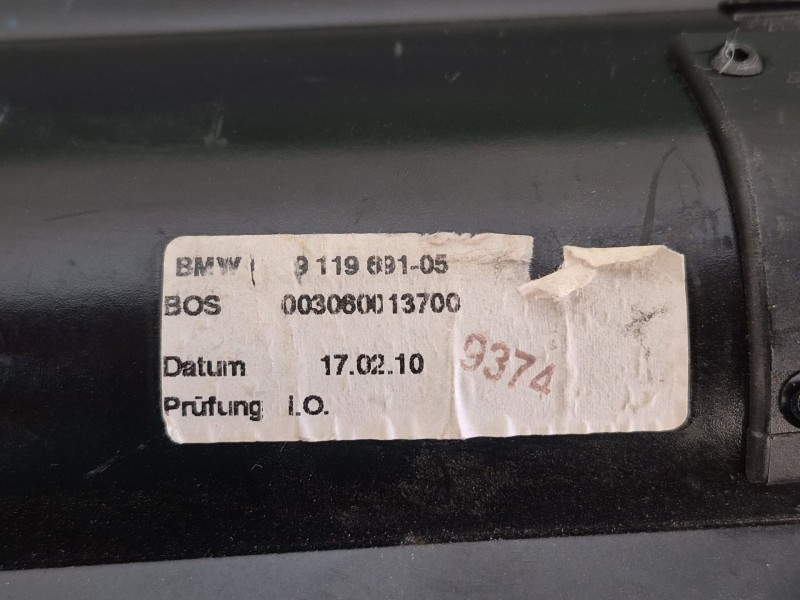 BMW 9 119 691-05
BOS 003060013700
Datum 17.02.10
9374
Prüfung i.O.